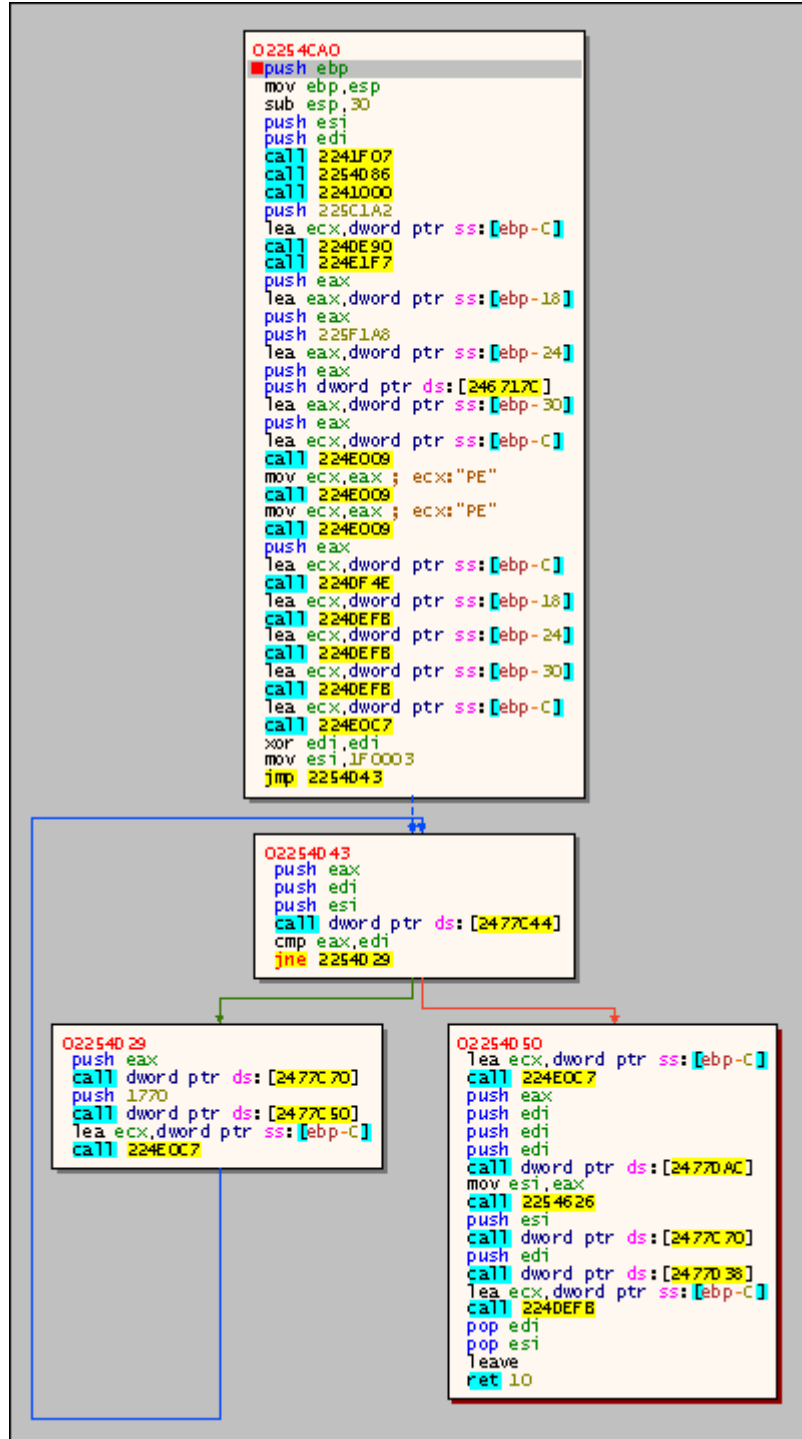 02254CA0
push ebp
mov ebp,esp
sub esp,30
push esi
push edi
call 2241F07
call 2254D86
call 2241000
push 225C1A2
lea ecx,dword ptr ss:[ebp-C]
call 224DE90
call 224E1F7
push eax
lea eax,dword ptr ss:[ebp-18]
push eax
push 225F1A8
lea eax,dword ptr ss:[ebp-24]
push eax
push dword ptr ds:[246717C]
lea eax,dword ptr ss:[ebp-30]
push eax
lea ecx,dword ptr ss:[ebp-C]
call 224E009
mov ecx,eax ; ecx:"PE"
call 224E009
mov ecx,eax ; ecx:"PE"
call 224E009
push eax
lea ecx,dword ptr ss:[ebp-C]
call 224DF4E
lea ecx,dword ptr ss:[ebp-18]
call 224DEFB
lea ecx,dword ptr ss:[ebp-24]
call 224DEFB
lea ecx,dword ptr ss:[ebp-30]
call 224DEFB
lea ecx,dword ptr ss:[ebp-C]
call 224E0C7
xor edi,edi
mov esi,1F0003
jmp 2254D43
02254D43
push eax
push edi
push esi
call dword ptr ds:[2477C44]
cmp eax,edi
jne 2254D29
02254D29
push eax
call dword ptr ds:[2477C70]
push 1770
call dword ptr ds:[2477C50]
lea ecx,dword ptr ss:[ebp-C]
call 224E0C7
02254D50
lea ecx,dword ptr ss:[ebp-C]
call 224E0C7
push eax
push edi
push edi
push edi
call dword ptr ds:[2477DAC]
mov esi,eax
call 2254626
push esi
call dword ptr ds:[2477C70]
push edi
call dword ptr ds:[2477D38]
lea ecx,dword ptr ss:[ebp-C]
call 224DEFB
pop edi
pop esi
leave
ret 10